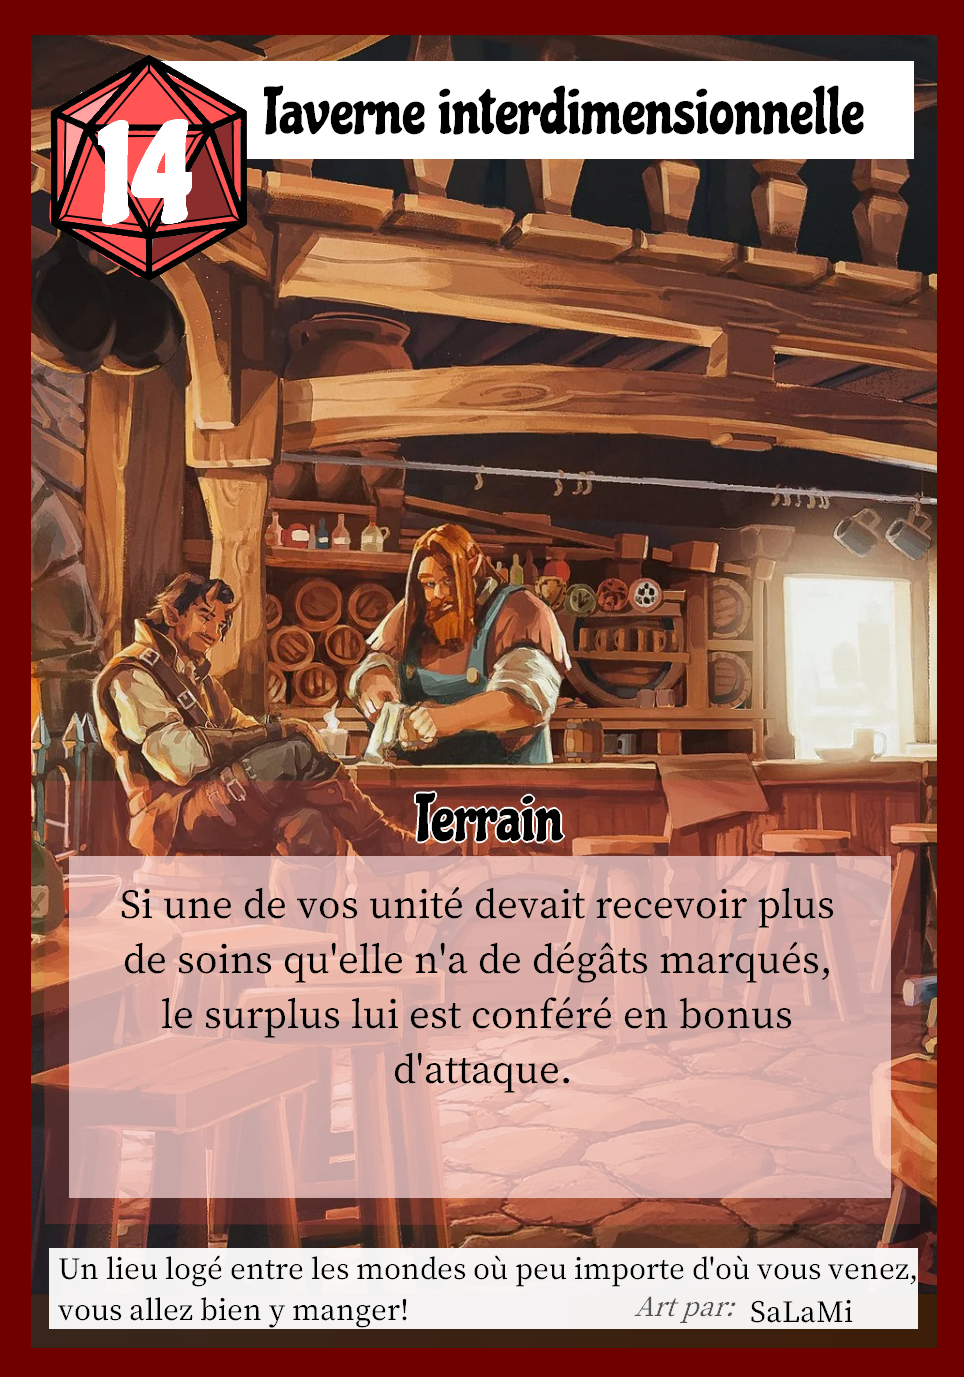 14
Taverne interdimensionnelle
Terrain
Si une de vos unité devait recevoir plus
de soins qu'elle n'a de dégâts marqués,
le surplus lui est conféré en bonus
d'attaque.
Un lieu logé entre les mondes où peu importe d'où vous venez,
vous allez bien y manger!
Art par: SaLaMi